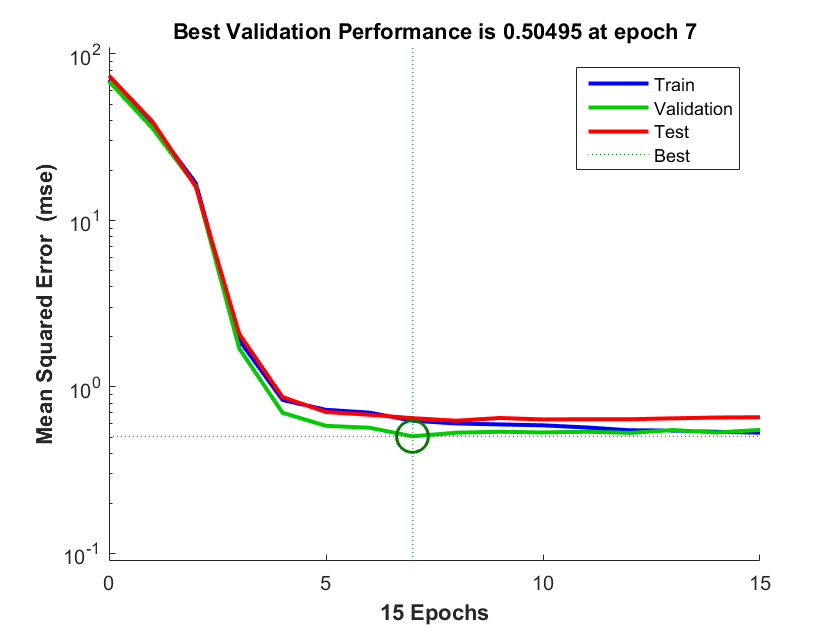 Best Validation Performance is 0.50495 at epoch 7
Mean Squared Error (mse)
10^2
10^1
10^0
10^-1
Train
Validation
Test
Best
0
5
10
15
15 Epochs